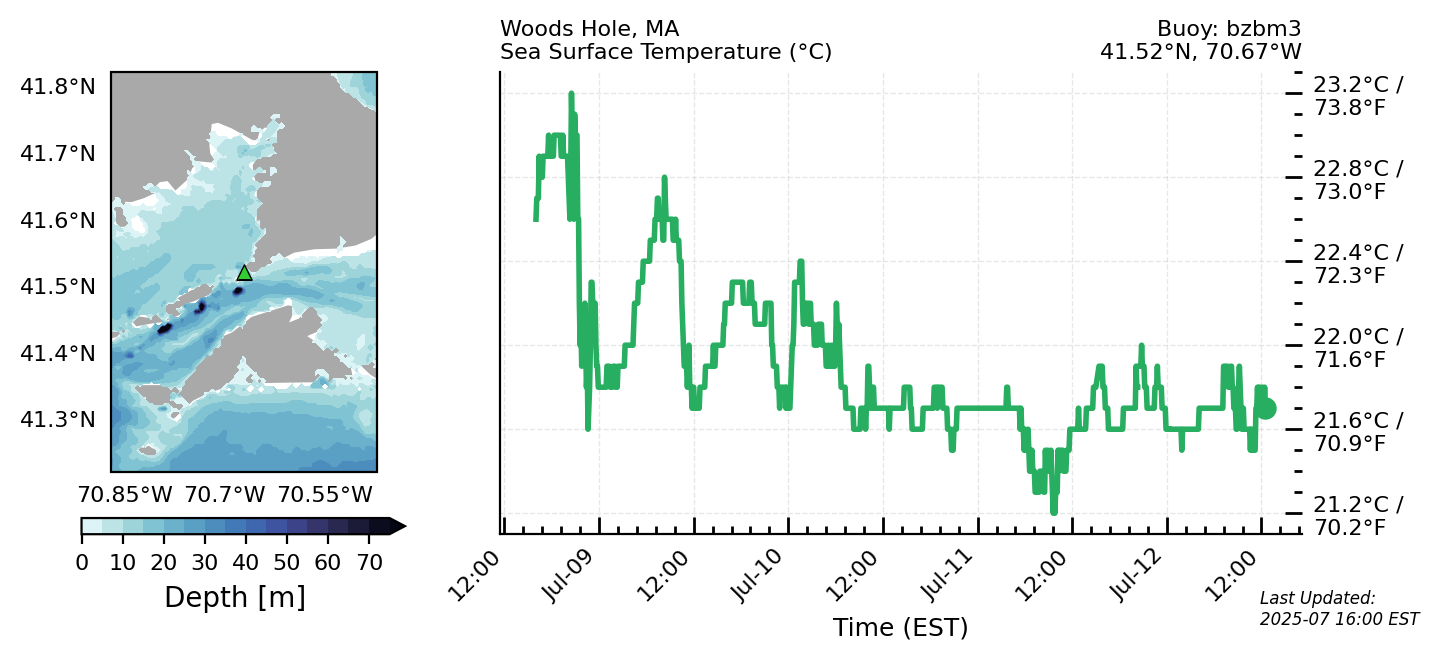 Woods Hole, MA
Sea Surface Temperature (°C)
Buoy: bzbm3
41.52°N, 70.67°W
41.8°N
41.7°N
41.6°N
41.5°N
41.4°N
41.3°N
70.85°W 70.7°W 70.55°W
0 10 20 30 40 50 60 70
Depth [m]
23.2°C /
73.8°F
22.8°C /
73.0°F
22.4°C /
72.3°F
22.0°C /
71.6°F
21.6°C /
70.9°F
21.2°C /
70.2°F
12:00 Jul-09 12:00 Jul-10 12:00 Jul-11 12:00 Jul-12 12:00
Time (EST)
Last Updated:
2025-07 16:00 EST